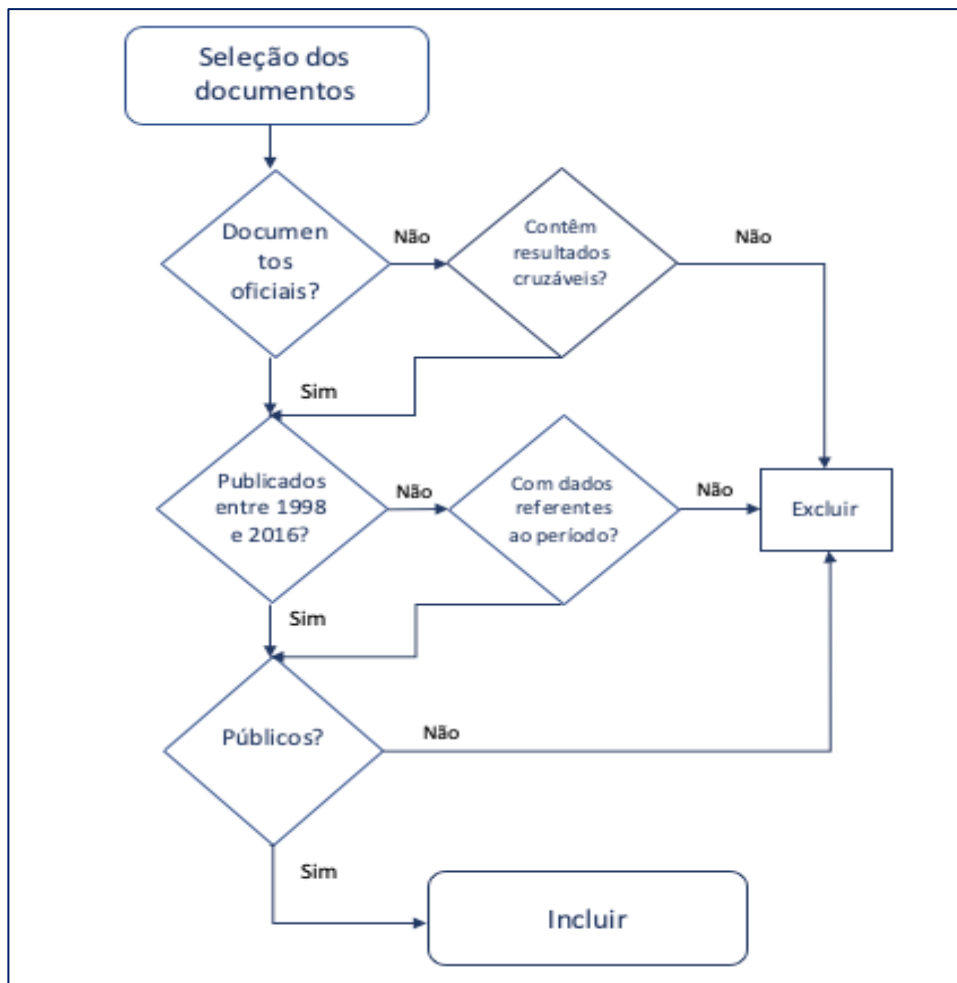 Seleção dos
documentos
Documen
tos
oficiais?
Não
Contêm
resultados
cruzáveis?
Não
Sim
Publicados
entre 1998
e 2016?
Não
Com dados
referentes
ao período?
Não
Excluir
Sim
Públicos?
Não
Sim
Incluir